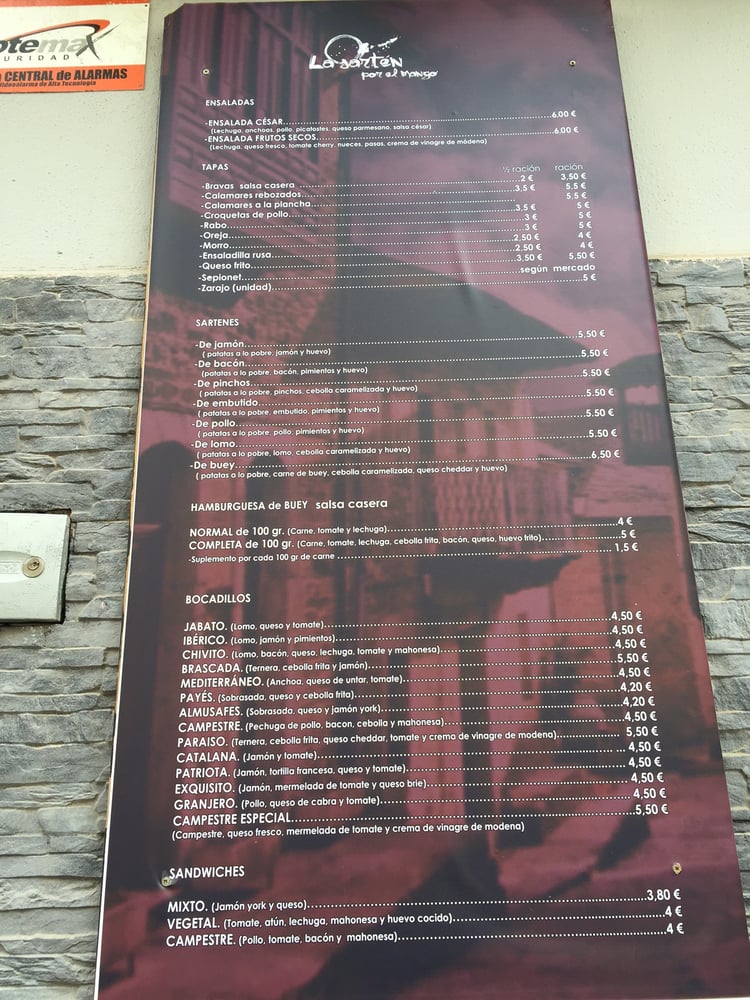 otemax
URIDAD
CENTRAL de ALARMAS
Videoalarma de Alta Tecnología
La sartén
por el mango
ENSALADAS
-ENSALADA CÉSAR 6,00 €
(Lechuga, anchoas, pollo, picatostes, queso parmesano, salsa césar)
-ENSALADA FRUTOS SECOS 6,00 €
(Lechuga, queso fresco, tomate cherry, nueces, pasas, crema de vinagre de módena)
TAPAS ½ ración ración
-Bravas salsa casera 2 € 3,50 €
-Calamares rebozados 3,5 € 5,5 €
-Calamares a la plancha 5,5 €
-Croquetas de pollo 3,5 € 5 €
-Rabo 3 € 5 €
-Oreja 3 € 5 €
-Morro 2,50 € 4 €
-Ensaladilla rusa 2,50 € 4 €
-Queso frito 3,50 € 5,50 €
-Sepionet según mercado
-Zarajo (unidad) 5 €
SARTENES
-De jamón 5,50 €
( patatas a lo pobre, jamón y huevo)
-De bacón 5,50 €
(patatas a lo pobre, bacón, pimientos y huevo)
-De pinchos 5,50 €
( patatas a lo pobre, pinchos, cebolla caramelizada y huevo)
-De embutido 5,50 €
( patatas a lo pobre, embutido, pimientos y huevo)
-De pollo 5,50 €
( patatas a lo pobre, pollo, pimientos y huevo)
-De lomo 5,50 €
( patatas a lo pobre, lomo, cebolla caramelizada y huevo)
-De buey 6,50 €
( patatas a lo pobre, carne de buey, cebolla caramelizada, queso cheddar y huevo)
HAMBURGUESA de BUEY salsa casera
NORMAL de 100 gr. (Carne, tomate y lechuga) 4 €
COMPLETA de 100 gr. (Carne, tomate, lechuga, cebolla frita, bacón, queso, huevo frito) 5 €
-Suplemento por cada 100 gr de carne 1,5 €
BOCADILLOS
JABATO. (Lomo, queso y tomate) 4,50 €
IBÉRICO. (Lomo, jamón y pimientos) 4,50 €
CHIVITO. (Lomo, bacón, queso, lechuga, tomate y mahonesa) 4,50 €
BRASCADA. (Ternera, cebolla frita y jamón) 5,50 €
MEDITERRÁNEO. (Anchoa, queso de untar, tomate) 4,50 €
PAYÉS. (Sobrasada, queso y cebolla frita) 4,20 €
ALMUSAFES. (Sobrasada, queso y jamón york) 4,20 €
CAMPESTRE. (Pechuga de pollo, bacon, cebolla y mahonesa) 4,50 €
PARAISO. (Ternera, cebolla frita, queso cheddar, tomate y crema de vinagre de modena) 5,50 €
CATALANA. (Jamón y tomate) 4,50 €
PATRIOTA. (Jamón, tortilla francesa, queso y tomate) 4,50 €
EXQUISITO. (Jamón, mermelada de tomate y queso brie) 4,50 €
GRANJERO. (Pollo, queso de cabra y tomate) 4,50 €
CAMPESTRE ESPECIAL 5,50 €
(Campestre, queso fresco, mermelada de tomate y crema de vinagre de modena)
SANDWICHES
MIXTO. (Jamón york y queso) 3,80 €
VEGETAL. (Tomate, atún, lechuga, mahonesa y huevo cocido) 4 €
CAMPESTRE. (Pollo, tomate, bacón y mahonesa) 4 €